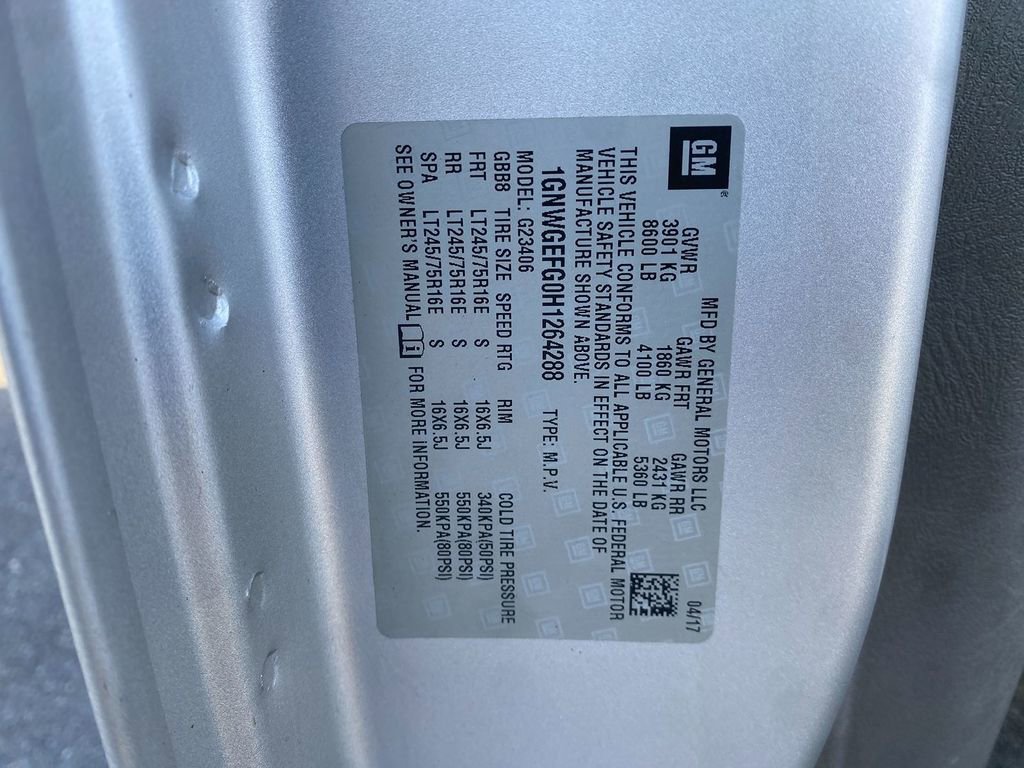 GM
®
MFD BY GENERAL MOTORS LLC 04/17
GVWR GAWR FRT GAWR RR
3901 KG 1860 KG 2431 KG
8600 LB 4100 LB 5360 LB
THIS VEHICLE CONFORMS TO ALL APPLICABLE U.S. FEDERAL MOTOR
VEHICLE SAFETY STANDARDS IN EFFECT ON THE DATE OF
MANUFACTURE SHOWN ABOVE.
1GNWGEFG0H1264288 TYPE: M.P.V.
MODEL: G23406
GBB8 TIRE SIZE SPEED RTG RIM COLD TIRE PRESSURE
FRT LT245/75R16E S 16X6.5J 340KPA(50PSI)
RR LT245/75R16E S 16X6.5J 550KPA(80PSI)
SPA LT245/75R16E S 16X6.5J 550KPA(80PSI)
SEE OWNER'S MANUAL i FOR MORE INFORMATION.